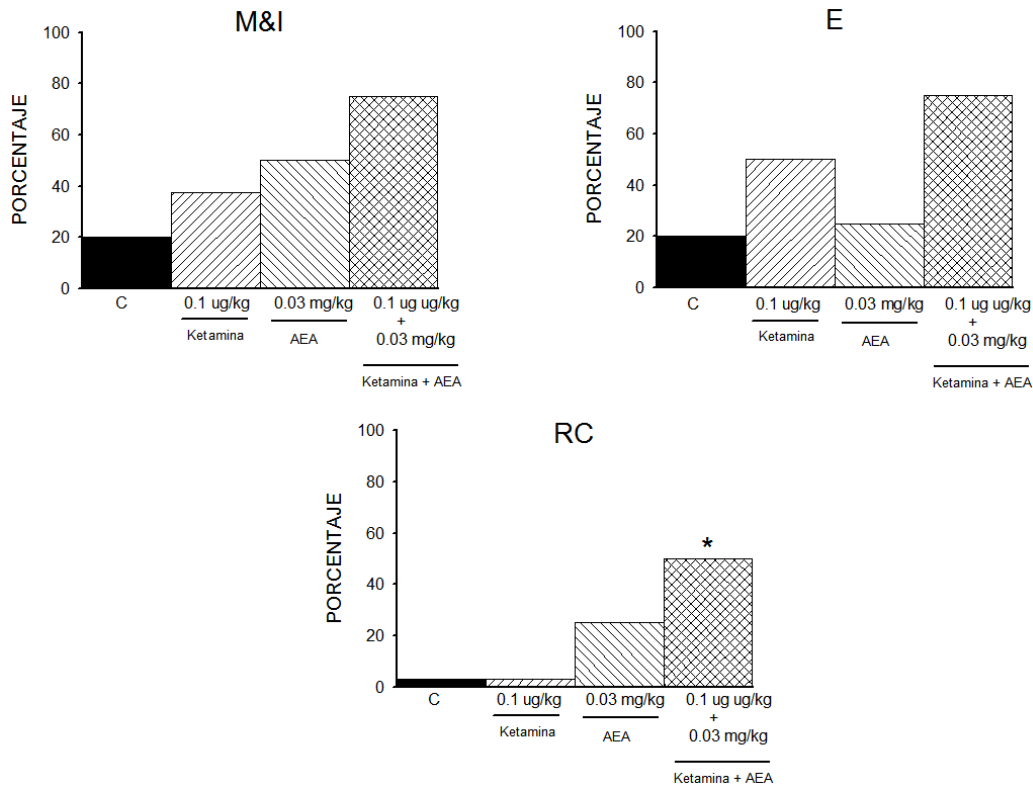 M&I
PORCENTAJE
100
80
60
40
20
0
C
0.1 ug/kg
Ketamina
0.03 mg/kg
AEA
0.1 ug ug/kg
+
0.03 mg/kg
Ketamina + AEA
E
PORCENTAJE
100
80
60
40
20
0
C
0.1 ug/kg
Ketamina
0.03 mg/kg
AEA
0.1 ug ug/kg
+
0.03 mg/kg
Ketamina + AEA
RC
PORCENTAJE
100
80
60
40
20
0
*
C
0.1 ug/kg
Ketamina
0.03 mg/kg
AEA
0.1 ug ug/kg
+
0.03 mg/kg
Ketamina + AEA